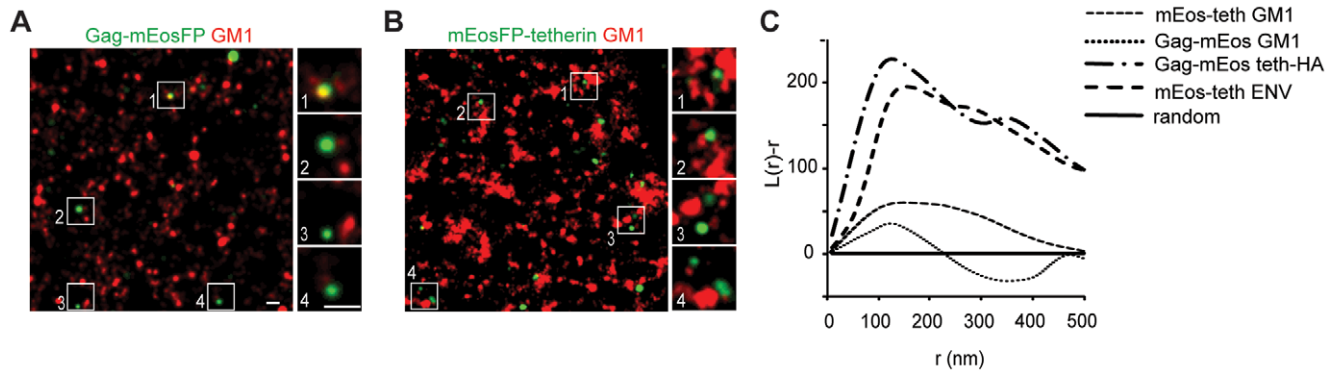 A
Gag-mEosFP GM1
1
2
3
4
1
2
3
4
B
mEosFP-tetherin GM1
1
2
3
4
1
2
3
4
C
mEos-teth GM1
Gag-mEos GM1
Gag-mEos teth-HA
mEos-teth ENV
random
L(r)-r
200
100
0
0 100 200 300 400 500
r (nm)